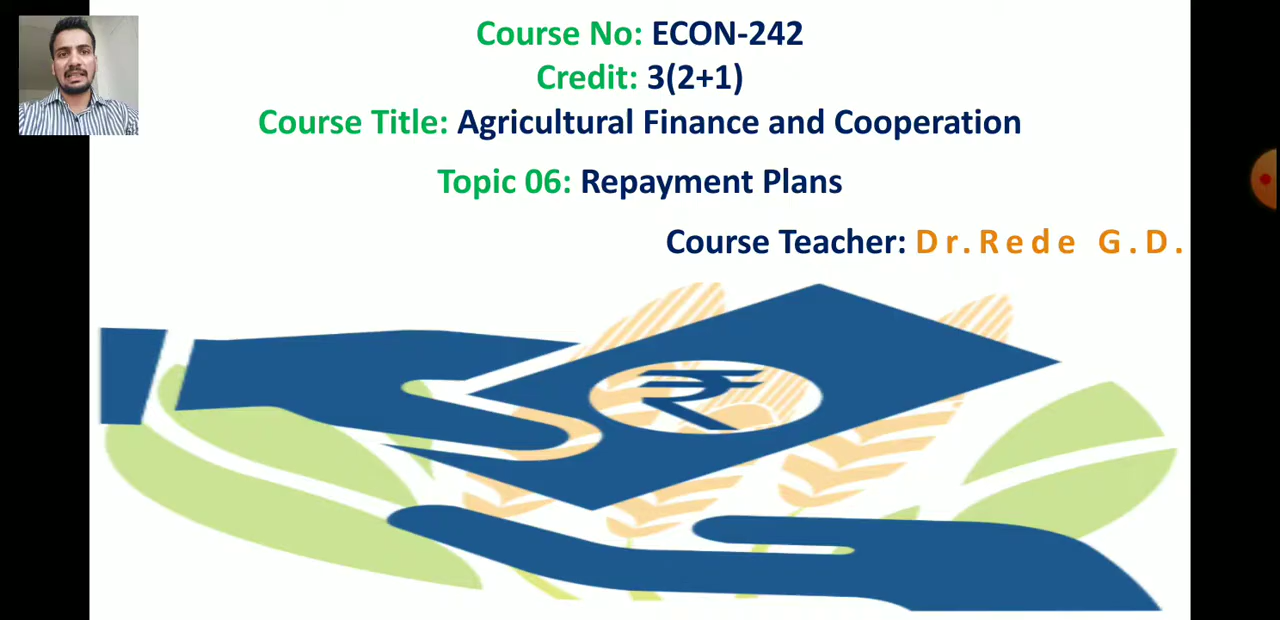 Course No: ECON-242
Credit: 3(2+1)
Course Title: Agricultural Finance and Cooperation
Topic 06: Repayment Plans
Course Teacher: Dr.Rede G.D.
₹